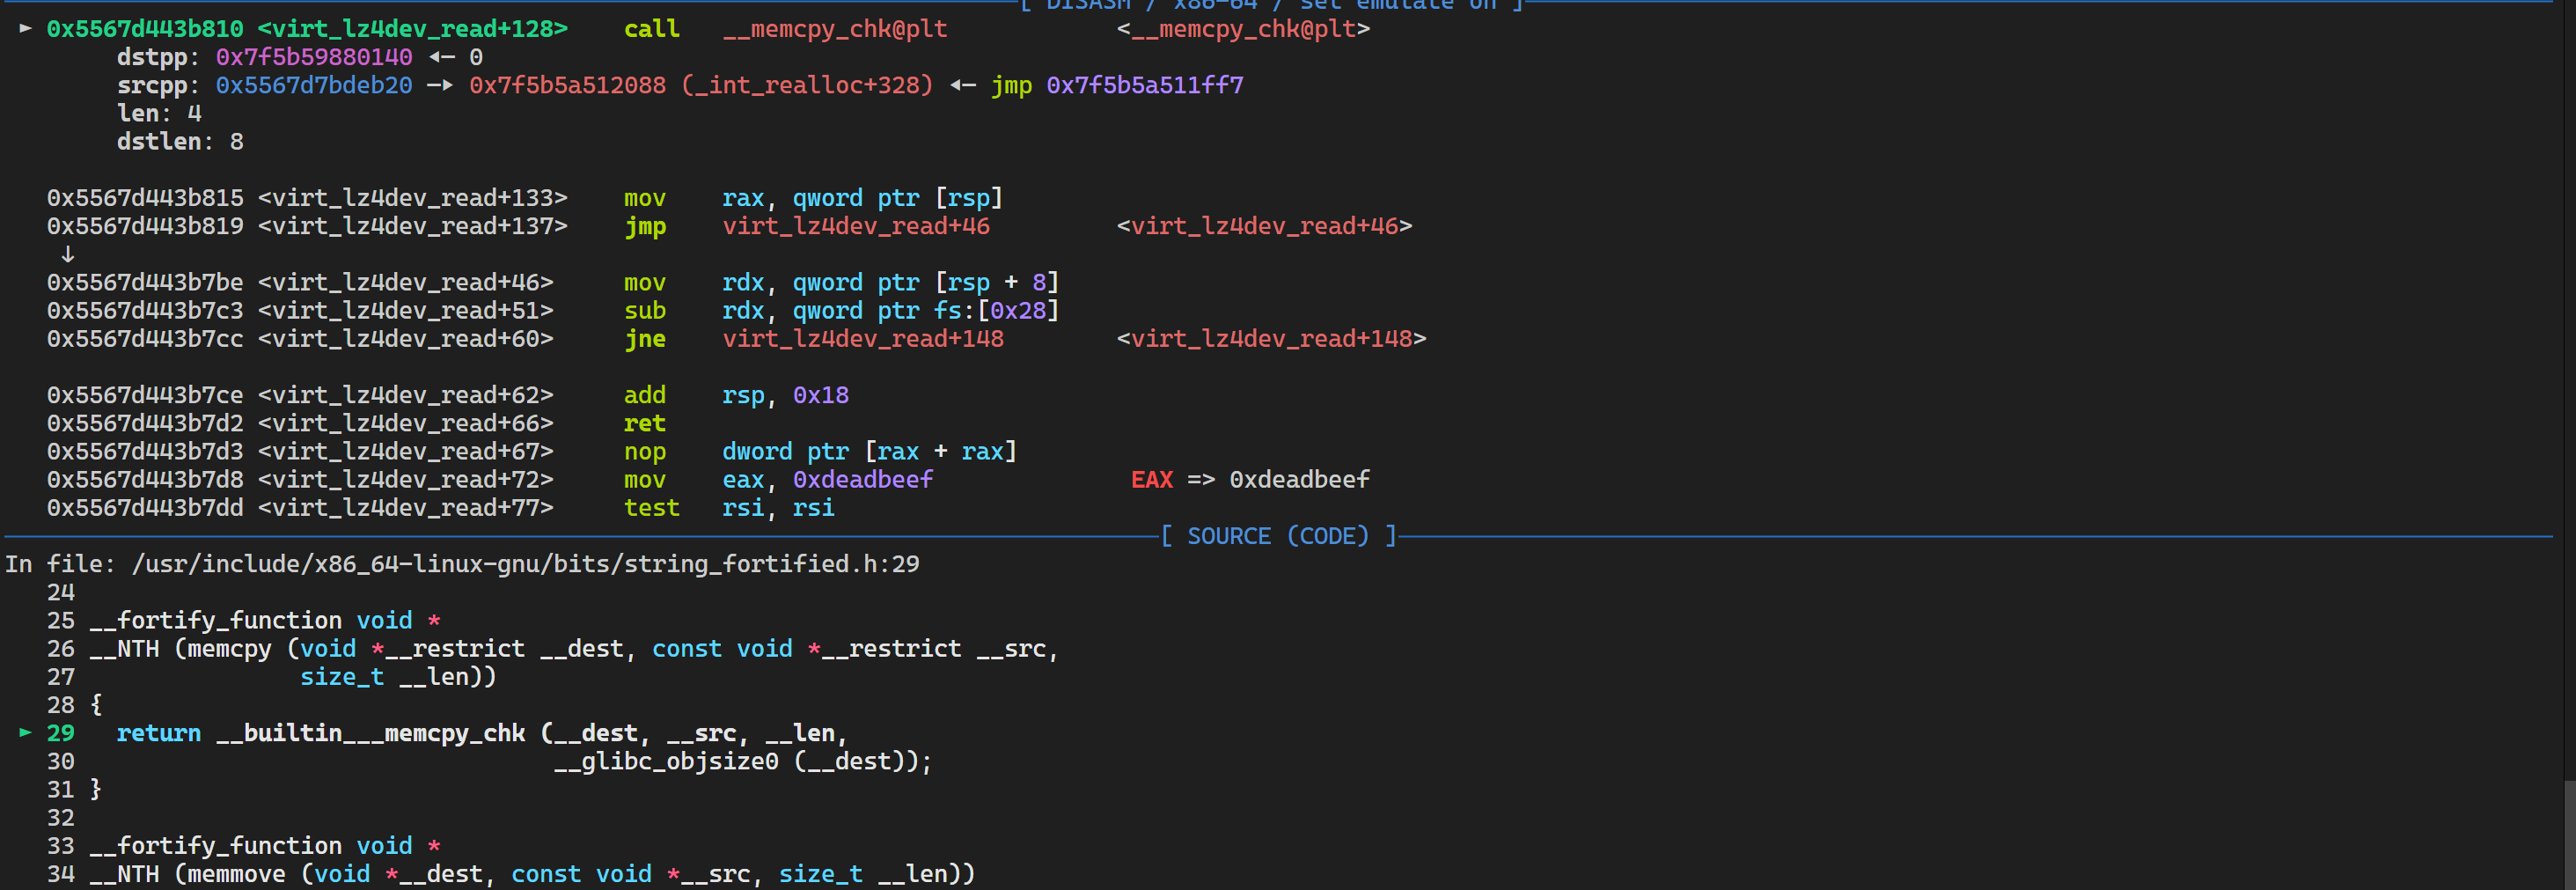 [ DISASM / x86-64 / set emulate on ]
► 0x5567d443b810 <virt_lz4dev_read+128>    call   __memcpy_chk@plt            <__memcpy_chk@plt>
dstpp: 0x7f5b59880140 ◂— 0
srcpp: 0x5567d7bdeb20 —▸ 0x7f5b5a512088 (_int_realloc+328) ◂— jmp 0x7f5b5a511ff7
len: 4
dstlen: 8
0x5567d443b815 <virt_lz4dev_read+133>    mov    rax, qword ptr [rsp]
0x5567d443b819 <virt_lz4dev_read+137>    jmp    virt_lz4dev_read+46         <virt_lz4dev_read+46>
↓
0x5567d443b7be <virt_lz4dev_read+46>     mov    rdx, qword ptr [rsp + 8]
0x5567d443b7c3 <virt_lz4dev_read+51>     sub    rdx, qword ptr fs:[0x28]
0x5567d443b7cc <virt_lz4dev_read+60>     jne    virt_lz4dev_read+148        <virt_lz4dev_read+148>
0x5567d443b7ce <virt_lz4dev_read+62>     add    rsp, 0x18
0x5567d443b7d2 <virt_lz4dev_read+66>     ret
0x5567d443b7d3 <virt_lz4dev_read+67>     nop    dword ptr [rax + rax]
0x5567d443b7d8 <virt_lz4dev_read+72>     mov    eax, 0xdeadbeef              EAX => 0xdeadbeef
0x5567d443b7dd <virt_lz4dev_read+77>     test   rsi, rsi
[ SOURCE (CODE) ]
In file: /usr/include/x86_64-linux-gnu/bits/string_fortified.h:29
24
25 __fortify_function void *
26 __NTH (memcpy (void *__restrict __dest, const void *__restrict __src,
27                size_t __len))
28 {
► 29   return __builtin___memcpy_chk (__dest, __src, __len,
30                                  __glibc_objsize0 (__dest));
31 }
32
33 __fortify_function void *
34 __NTH (memmove (void *__dest, const void *__src, size_t __len))